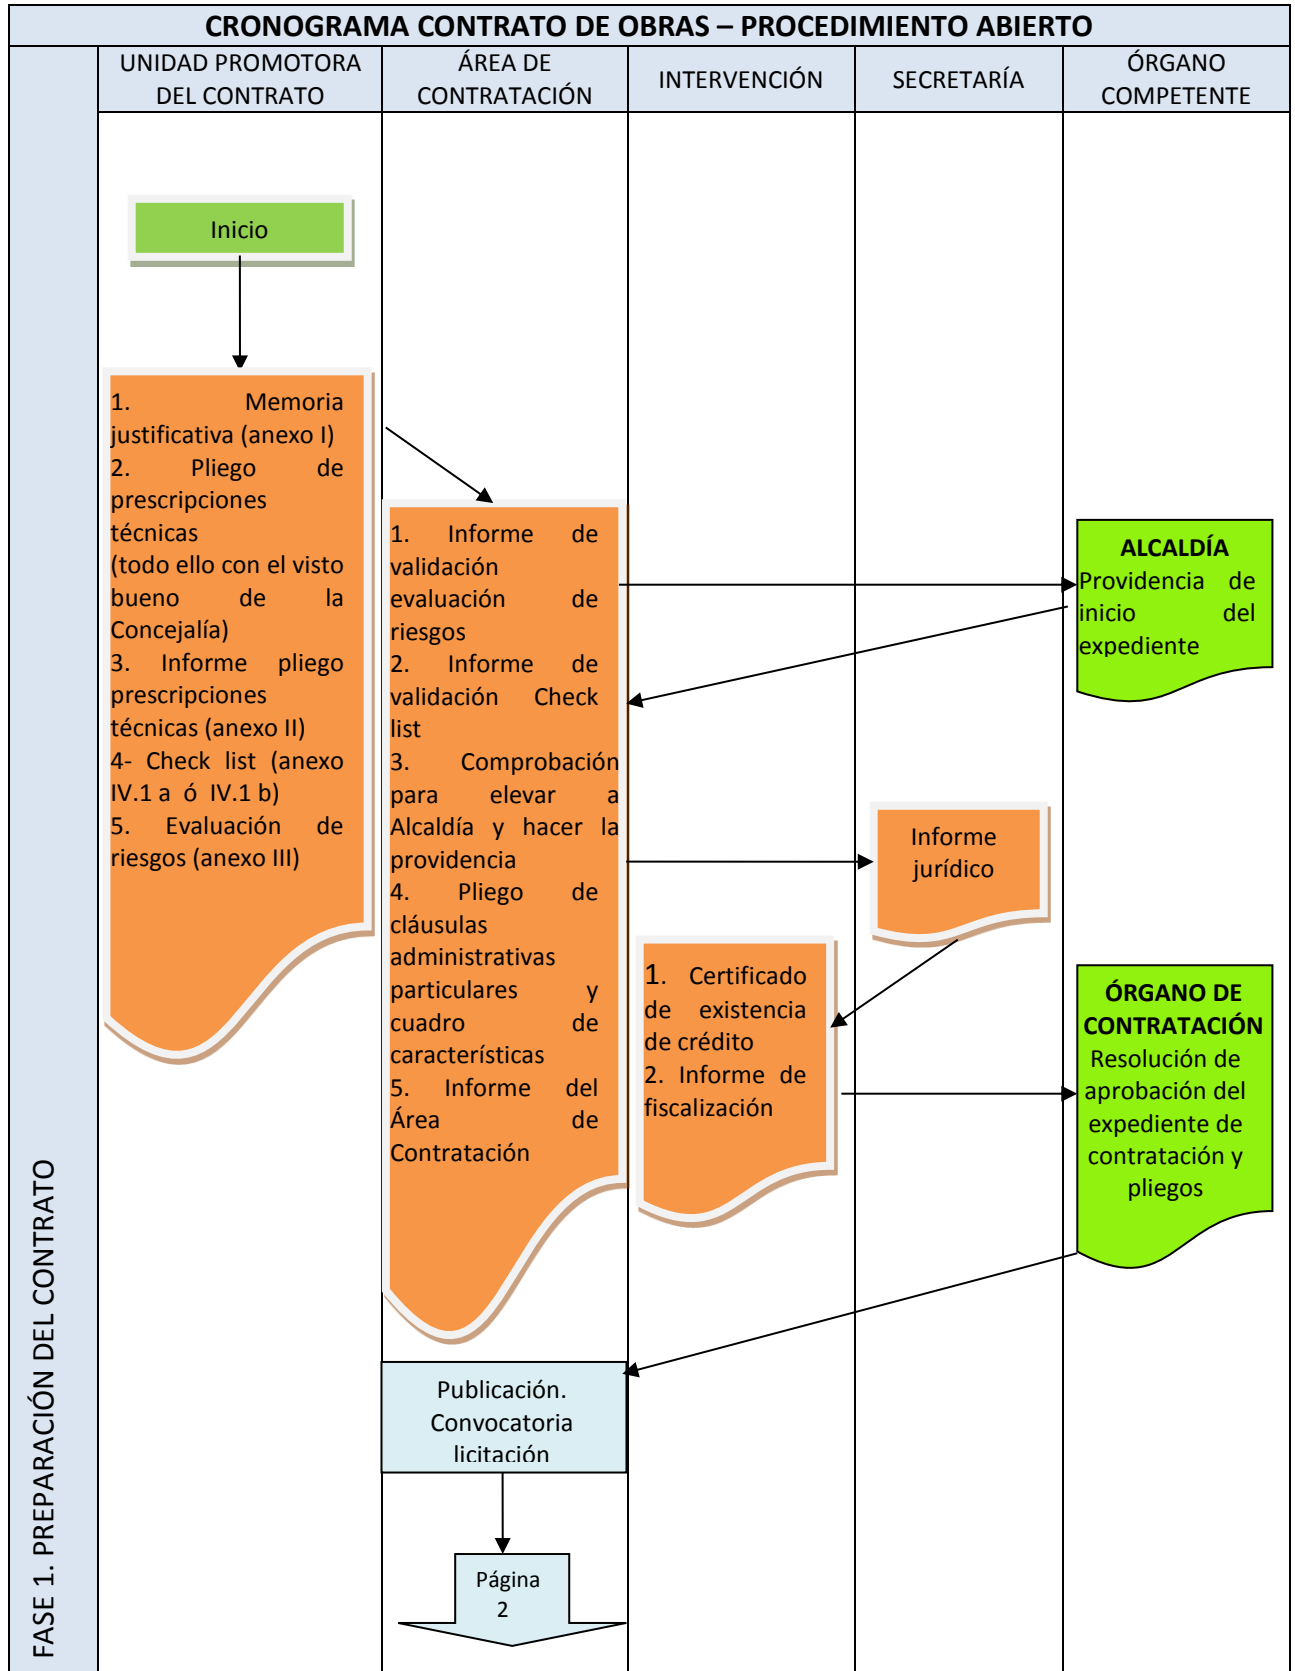 CRONOGRAMA CONTRATO DE OBRAS – PROCEDIMIENTO ABIERTO
UNIDAD PROMOTORA
DEL CONTRATO
ÁREA DE
CONTRATACIÓN
INTERVENCIÓN
SECRETARÍA
ÓRGANO
COMPETENTE
FASE 1. PREPARACIÓN DEL CONTRATO
Inicio
1. Memoria
justificativa (anexo I)
2. Pliego de
prescripciones
técnicas
(todo ello con el visto
bueno de la
Concejalía)
3. Informe pliego
prescripciones
técnicas (anexo II)
4- Check list (anexo
IV.1 a ó IV.1 b)
5. Evaluación de
riesgos (anexo III)
1. Informe de
validación
evaluación de
riesgos
2. Informe de
validación Check
list
3. Comprobación
para elevar a
Alcaldía y hacer la
providencia
4. Pliego de
cláusulas
administrativas
particulares y
cuadro de
características
5. Informe del
Área de
Contratación
ALCALDÍA
Providencia de
inicio del
expediente
Informe
jurídico
1. Certificado
de existencia
de crédito
2. Informe de
fiscalización
ÓRGANO DE
CONTRATACIÓN
Resolución de
aprobación del
expediente de
contratación y
pliegos
Publicación.
Convocatoria
licitación
Página
2